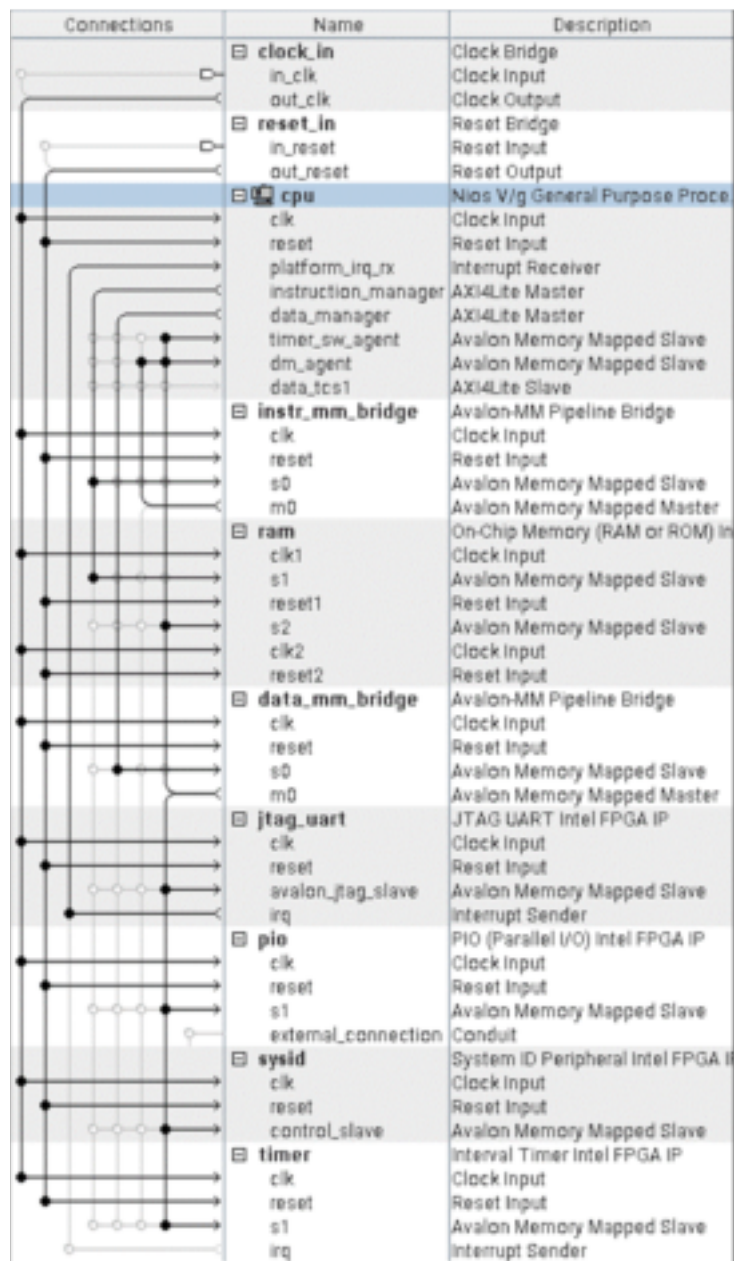 Connections Name Description
clock_in Clock Bridge
in_clk Clock Input
out_clk Clock Output
reset_in Reset Bridge
in_reset Reset Input
out_reset Reset Output
cpu Nios V/g General Purpose Proce
clk Clock Input
reset Reset Input
platform_irq_rx Interrupt Receiver
instruction_manager AXI4Lite Master
data_manager AXI4Lite Master
timer_sw_agent Avalon Memory Mapped Slave
dm_agent Avalon Memory Mapped Slave
data_tcs1 AXI4Lite Slave
instr_mm_bridge Avalon-MM Pipeline Bridge
clk Clock Input
reset Reset Input
s0 Avalon Memory Mapped Slave
m0 Avalon Memory Mapped Master
ram On-Chip Memory (RAM or ROM) In
clk1 Clock Input
s1 Avalon Memory Mapped Slave
reset1 Reset Input
s2 Avalon Memory Mapped Slave
clk2 Clock Input
reset2 Reset Input
data_mm_bridge Avalon-MM Pipeline Bridge
clk Clock Input
reset Reset Input
s0 Avalon Memory Mapped Slave
m0 Avalon Memory Mapped Master
jtag_uart JTAG UART Intel FPGA IP
clk Clock Input
reset Reset Input
avalon_jtag_slave Avalon Memory Mapped Slave
irq Interrupt Sender
pio PIO (Parallel I/O) Intel FPGA IP
clk Clock Input
reset Reset Input
s1 Avalon Memory Mapped Slave
external_connection Conduit
sysid System ID Peripheral Intel FPGA I
clk Clock Input
reset Reset Input
control_slave Avalon Memory Mapped Slave
timer Interval Timer Intel FPGA IP
clk Clock Input
reset Reset Input
s1 Avalon Memory Mapped Slave
irq Interrupt Sender